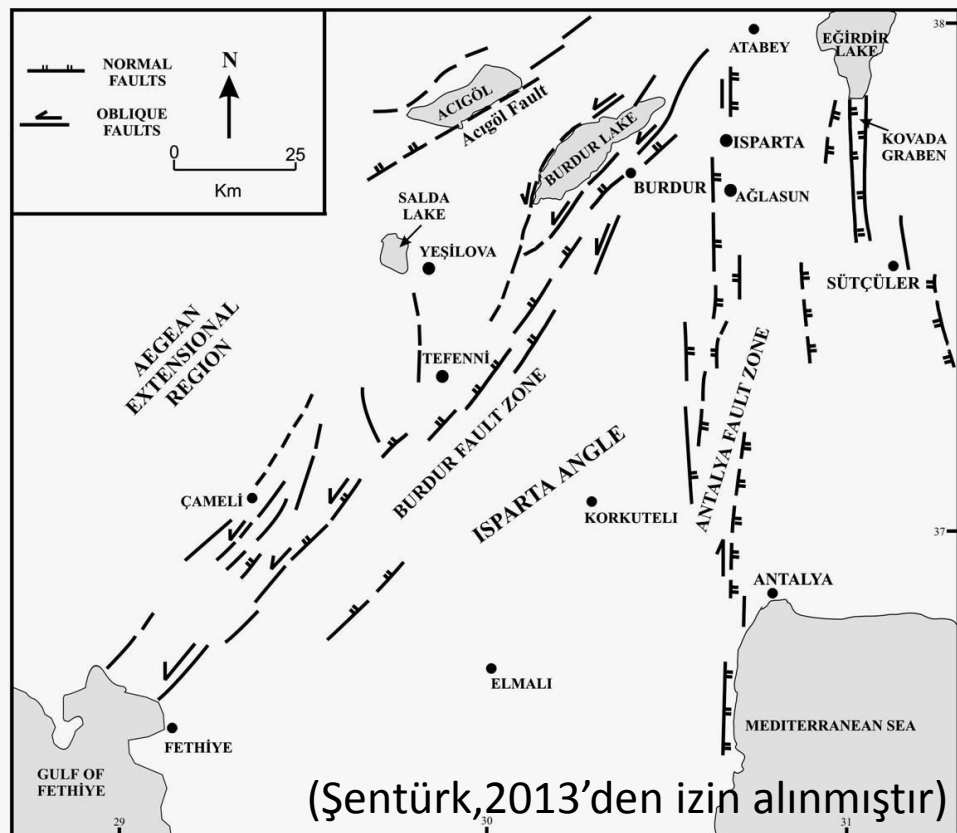 NORMAL
FAULTS
OBLIQUE
FAULTS
N
0
25
Km
38
ATABEY
EĞİRDİR
LAKE
ACIGÖL
Acıgöl Fault
BURDUR LAKE
ISPARTA
KOVADA
GRABEN
BURDUR
AĞLASUN
SALDA
LAKE
YEŞİLOVA
SÜTÇÜLER
AEGEAN
EXTENSIONAL
REGION
TEFENNİ
BURDUR FAULT ZONE
ISPARTA ANGLE
ANTALYA FAULT ZONE
ÇAMELİ
KORKUTELI
37
ANTALYA
ELMALI
MEDITERRANEAN SEA
FETHİYE
GULF OF
FETHİYE
(Şentürk,2013’den izin alınmıştır)
29
30
31